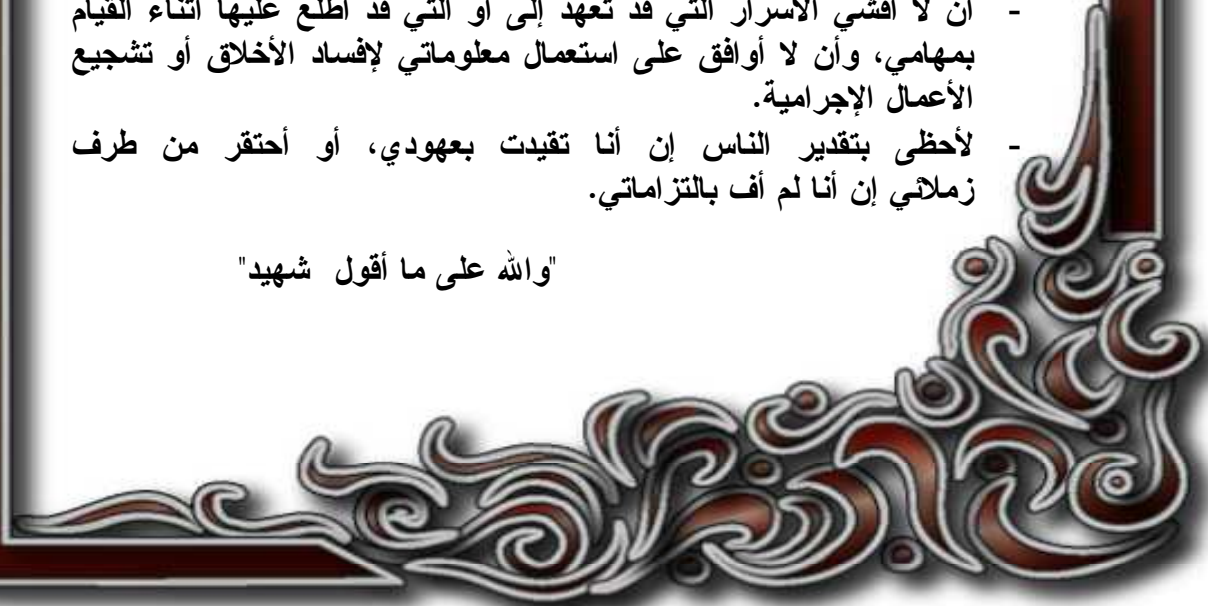 - أن لا أفشي الأسرار التي قد تعهد إلى أو التي قد أطلع عليها أثناء القيام
بمهامي، وأن لا أوافق على استعمال معلوماتي لإفساد الأخلاق أو تشجيع
الأعمال الإجرامية.
- لأحظى بتقدير الناس إن أنا تقيدت بعهودي، أو أحتقر من طرف
زملائي إن أنا لم أف بالتزاماتي.
"والله على ما أقول شهيد"